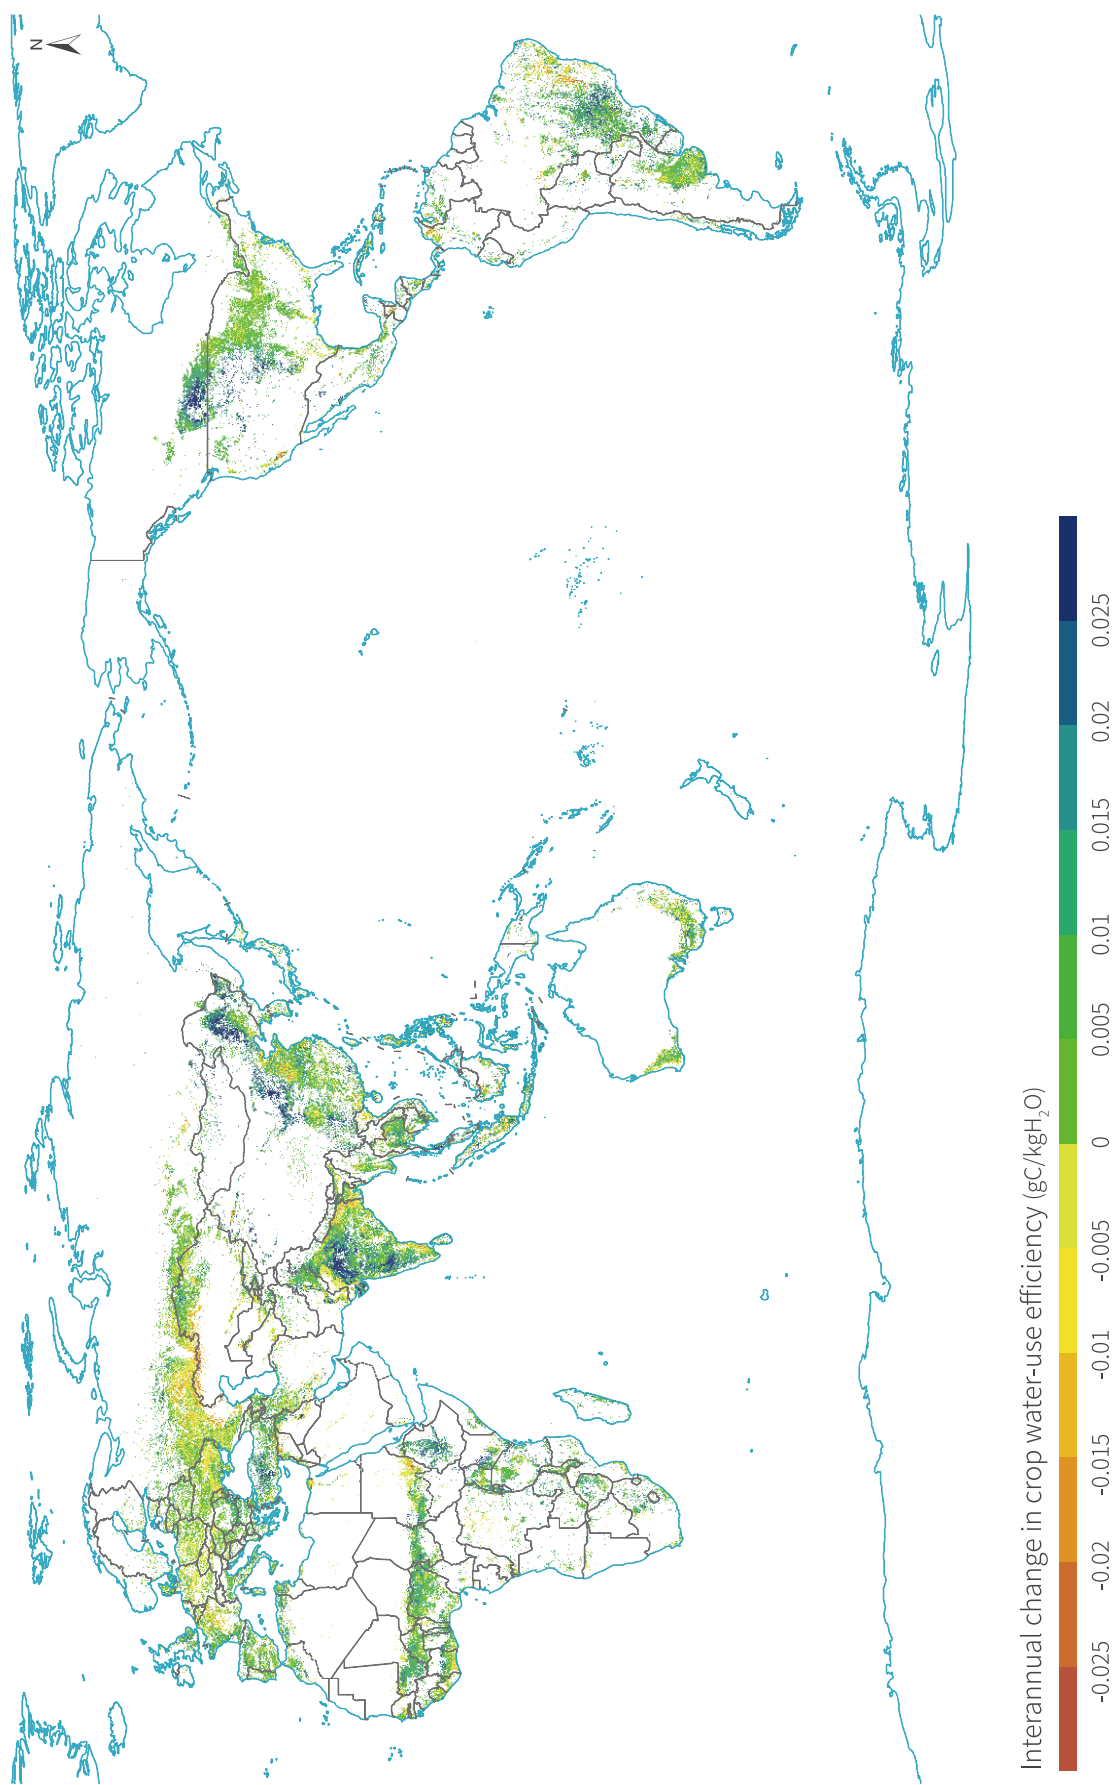 N
Interannual change in crop water-use efficiency (gC/kgH₂O)
-0.025 -0.02 -0.015 -0.01 -0.005 0 0.005 0.01 0.015 0.02 0.025